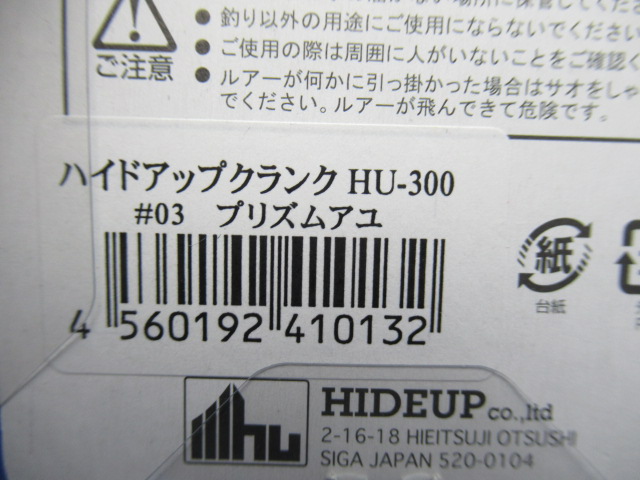 ご注意
●釣り以外の用途にご使用にならないでください
●ご使用の際は周囲に人がいないことをご確認く
●ルアーが何かに引っ掛かった場合はサオをしゃ
でください。ルアーが飛んできて危険です。
ハイドアップクランク HU-300
#03 プリズムアユ
4 560192 410132
紙
台紙
hu
HIDEUP co.,ltd
2-16-18 HIEITSUJI OTSUSHI
SIGA JAPAN 520-0104